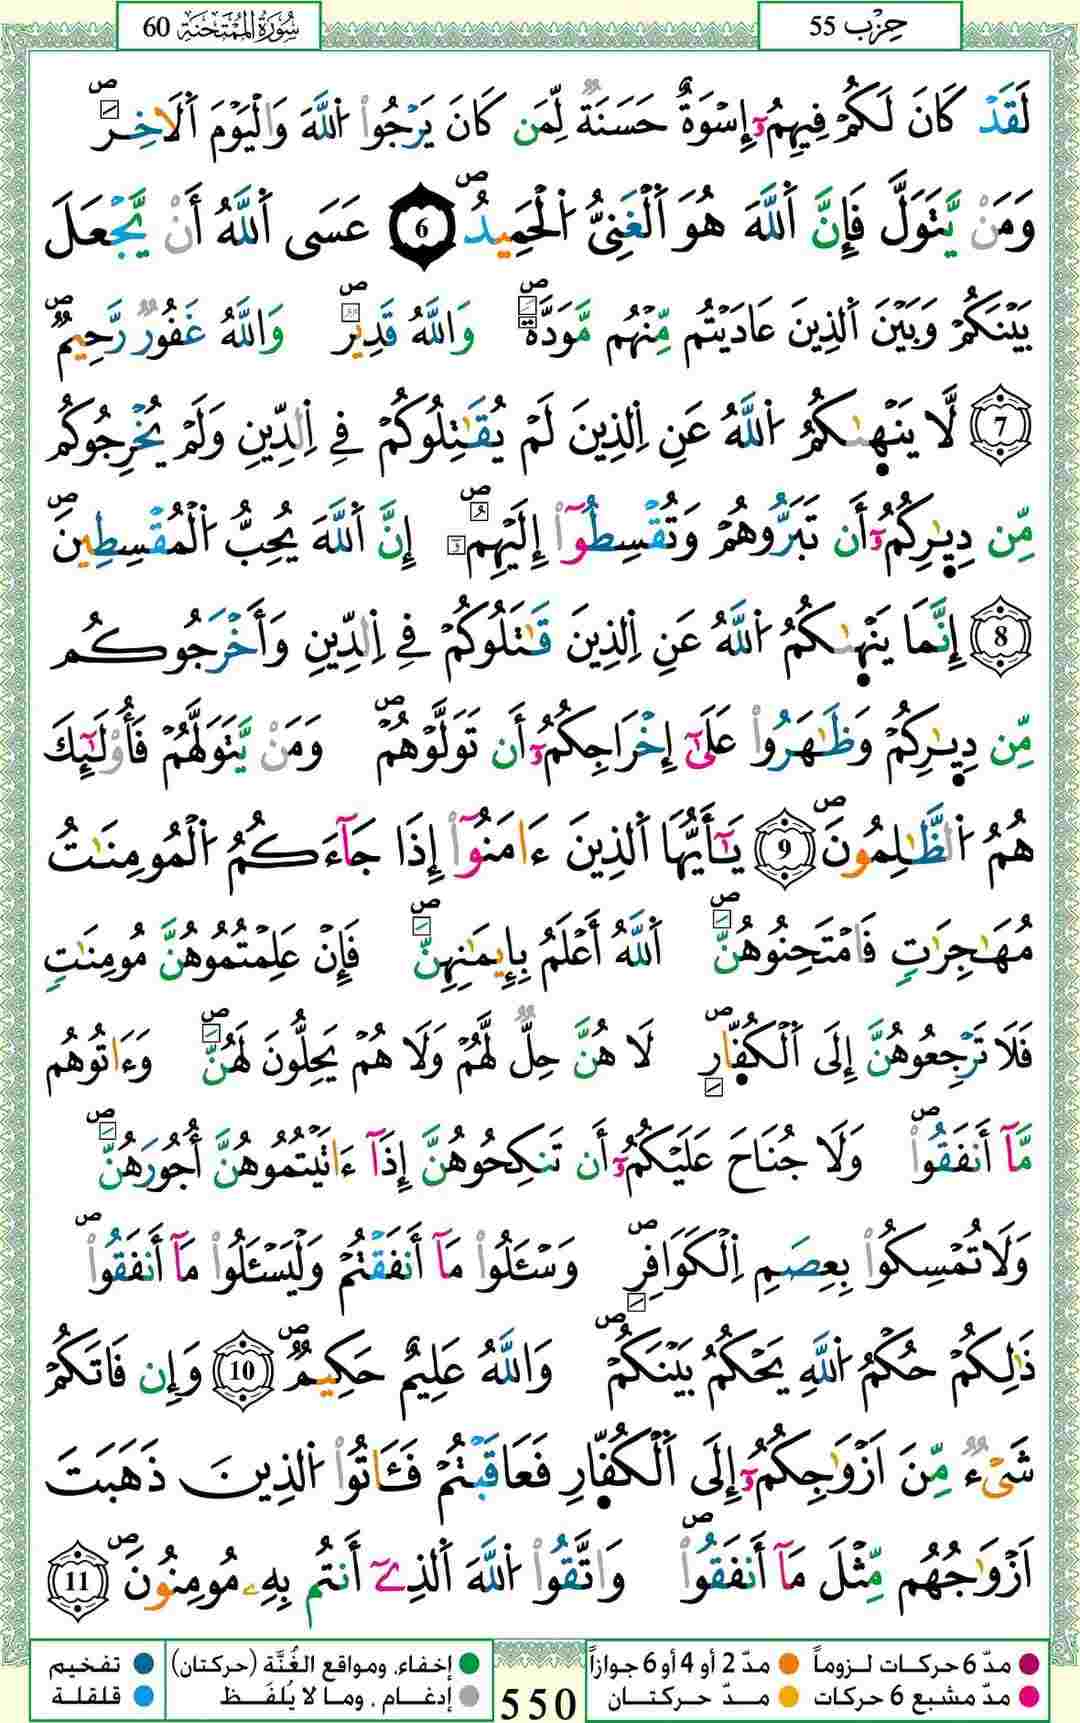 حِزْب 55
سُورَةُ الْمُمْتَحَنَةِ 60
لَقَدْ كَانَ لَكُمْ فِيهِمُۥٓ إِسْوَةٌ حَسَنَةٌ لِّمَن كَانَ يَرْجُوا۟ اُ۬للَّهَ وَالْيَوْمَ اَ۬لَاخِرَۖ
وَمَنْ يَّتَوَلَّ فَإِنَّ اَ۬للَّهَ هُوَ اَ۬لْغَنِيُّ اُ۬لْحَمِيدُۖ 6 عَسَى اَ۬للَّهُ أَنْ يَّجْعَلَ
بَيْنَكُمْ وَبَيْنَ اَ۬لذِينَ عَادَيْتُم مِّنْهُم مَّوَدَّةًۖ وَاللَّهُ قَدِيرٌۖ وَاللَّهُ غَفُورٌ رَّحِيمٌۖ
7 لَّا يَنْهَىٰكُمُ اُ۬للَّهُ عَنِ اِ۬لذِينَ لَمْ يُقَٰتِلُوكُمْ فِي اِ۬لدِّينِ وَلَمْ يُخْرِجُوكُم
مِّن دِيٰ۪رِكُمُۥٓ أَن تَبَرُّوهُمْ وَتُقْسِطُوٓا۟ إِلَيْهِمُۥۖ إِنَّ اَ۬للَّهَ يُحِبُّ اُ۬لْمُقْسِطِينَۖ
8 إِنَّمَا يَنْهَىٰكُمُ اُ۬للَّهُ عَنِ اِ۬لذِينَ قَٰتَلُوكُمْ فِي اِ۬لدِّينِ وَأَخْرَجُوكُم
مِّن دِيٰ۪رِكُمْ وَظَٰهَرُوا۟ عَلَىٰٓ إِخْرَاجِكُمُۥٓ أَن تَوَلَّوْهُمْۖ وَمَنْ يَّتَوَلَّهُمْ فَأُو۟لَٰٓئِكَ
هُمُ اُ۬لظَّٰلِمُونَۖ 9 يَٰٓأَيُّهَا اَ۬لذِينَ ءَامَنُوٓا۟ إِذَا جَآءَكُمُ اُ۬لْمُومِنَٰتُ
مُهَٰجِرَٰتٍ فَامْتَحِنُوهُنَّۖ اَ۬للَّهُ أَعْلَمُ بِإِيمَٰنِهِنَّۖ فَإِنْ عَلِمْتُمُوهُنَّ مُومِنَٰتٍ
فَلَا تَرْجِعُوهُنَّ إِلَى اَ۬لْكُفّ۪ارِۖ لَا هُنَّ حِلٌّ لَّهُمْ وَلَا هُمْ يَحِلُّونَ لَهُنَّۖ وَءَاتُوهُم
مَّآ أَنفَقُوا۟ۖ وَلَا جُنَاحَ عَلَيْكُمُۥٓ أَن تَنكِحُوهُنَّ إِذَآ ءَاتَيْتُمُوهُنَّ أُجُورَهُنَّۖ
وَلَا تُمْسِكُوا۟ بِعِصَمِ اِ۬لْكَوَافِرِۖ وَسْـَٔلُوا۟ مَآ أَنفَقْتُمْ وَلْيَسْـَٔلُوا۟ مَآ أَنفَقُوا۟ۖ
ذَٰلِكُمْ حُكْمُ اُ۬للَّهِ يَحْكُمُ بَيْنَكُمْۖ وَاللَّهُ عَلِيمٌ حَكِيمٌۖ 10 وَإِن فَاتَكُمْ
شَيْءٌ مِّنَ اَزْوَٰجِكُمُۥٓ إِلَى اَ۬لْكُفّ۪ارِ فَعَاقَبْتُمْ فَـَٔاتُوا۟ اُ۬لذِينَ ذَهَبَتَ
اَزْوَٰجُهُم مِّثْلَ مَآ أَنفَقُوا۟ۖ وَاتَّقُوا۟ اُ۬للَّهَ اَ۬لذِےٓ أَنتُم بِهِۦ مُومِنُونَۖ 11
مدّ 6 حركات لـزوماً مدّ 2 أو 4 أو 6 جوازاً إخفاء، ومواقع الغُنَّة (حركتان) تفخيم
مدّ مشبع 6 حركات مـدّ حـركتـان إدغـام ، وما لا يُلفَـظ قلقلة
550